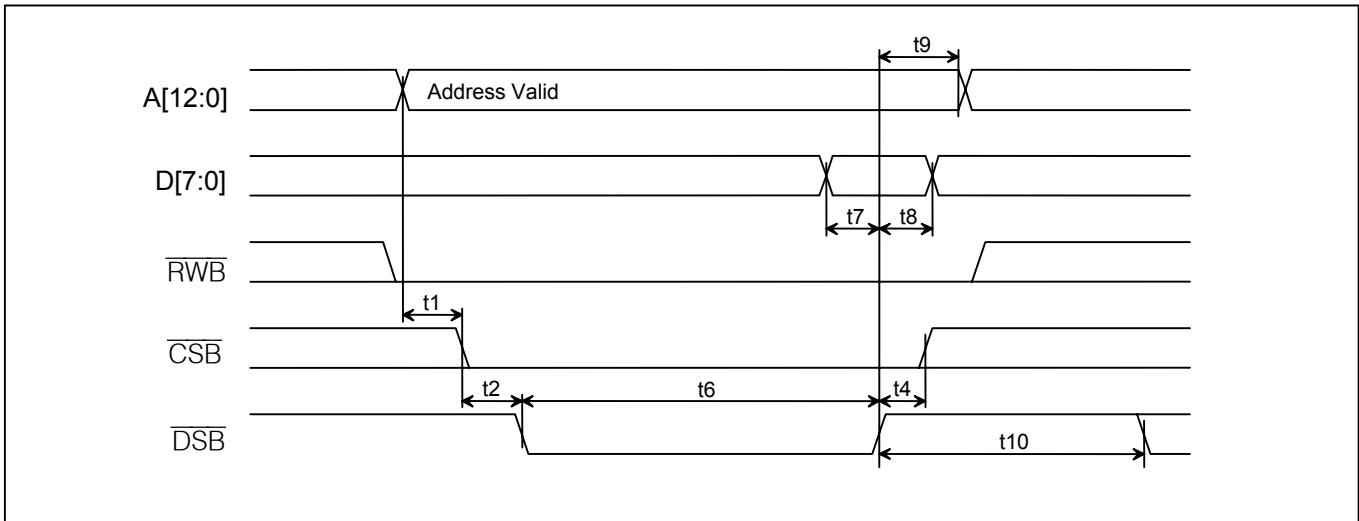 t9
A[12:0] Address Valid
D[7:0]
t7 t8
RWB
t1
CSB
t2 t6 t4
DSB
t10